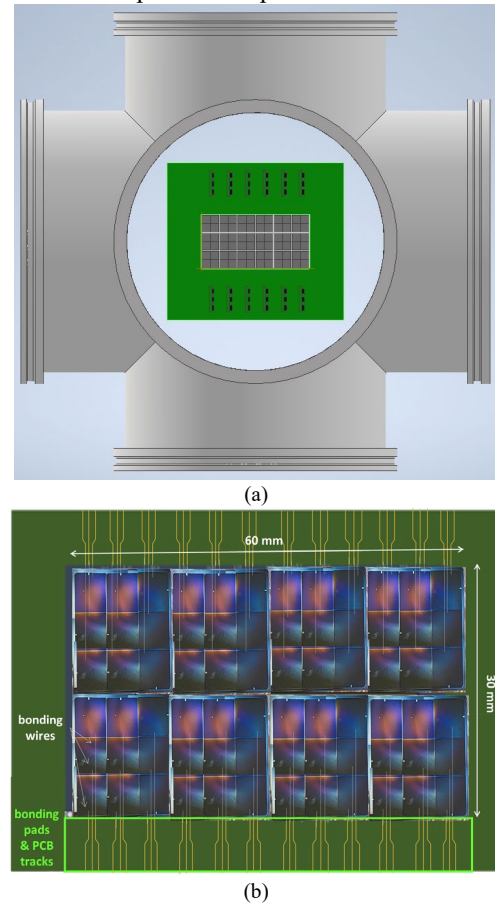 (a)
60 mm
30 mm
bonding
wires
bonding
pads
& PCB
tracks
(b)